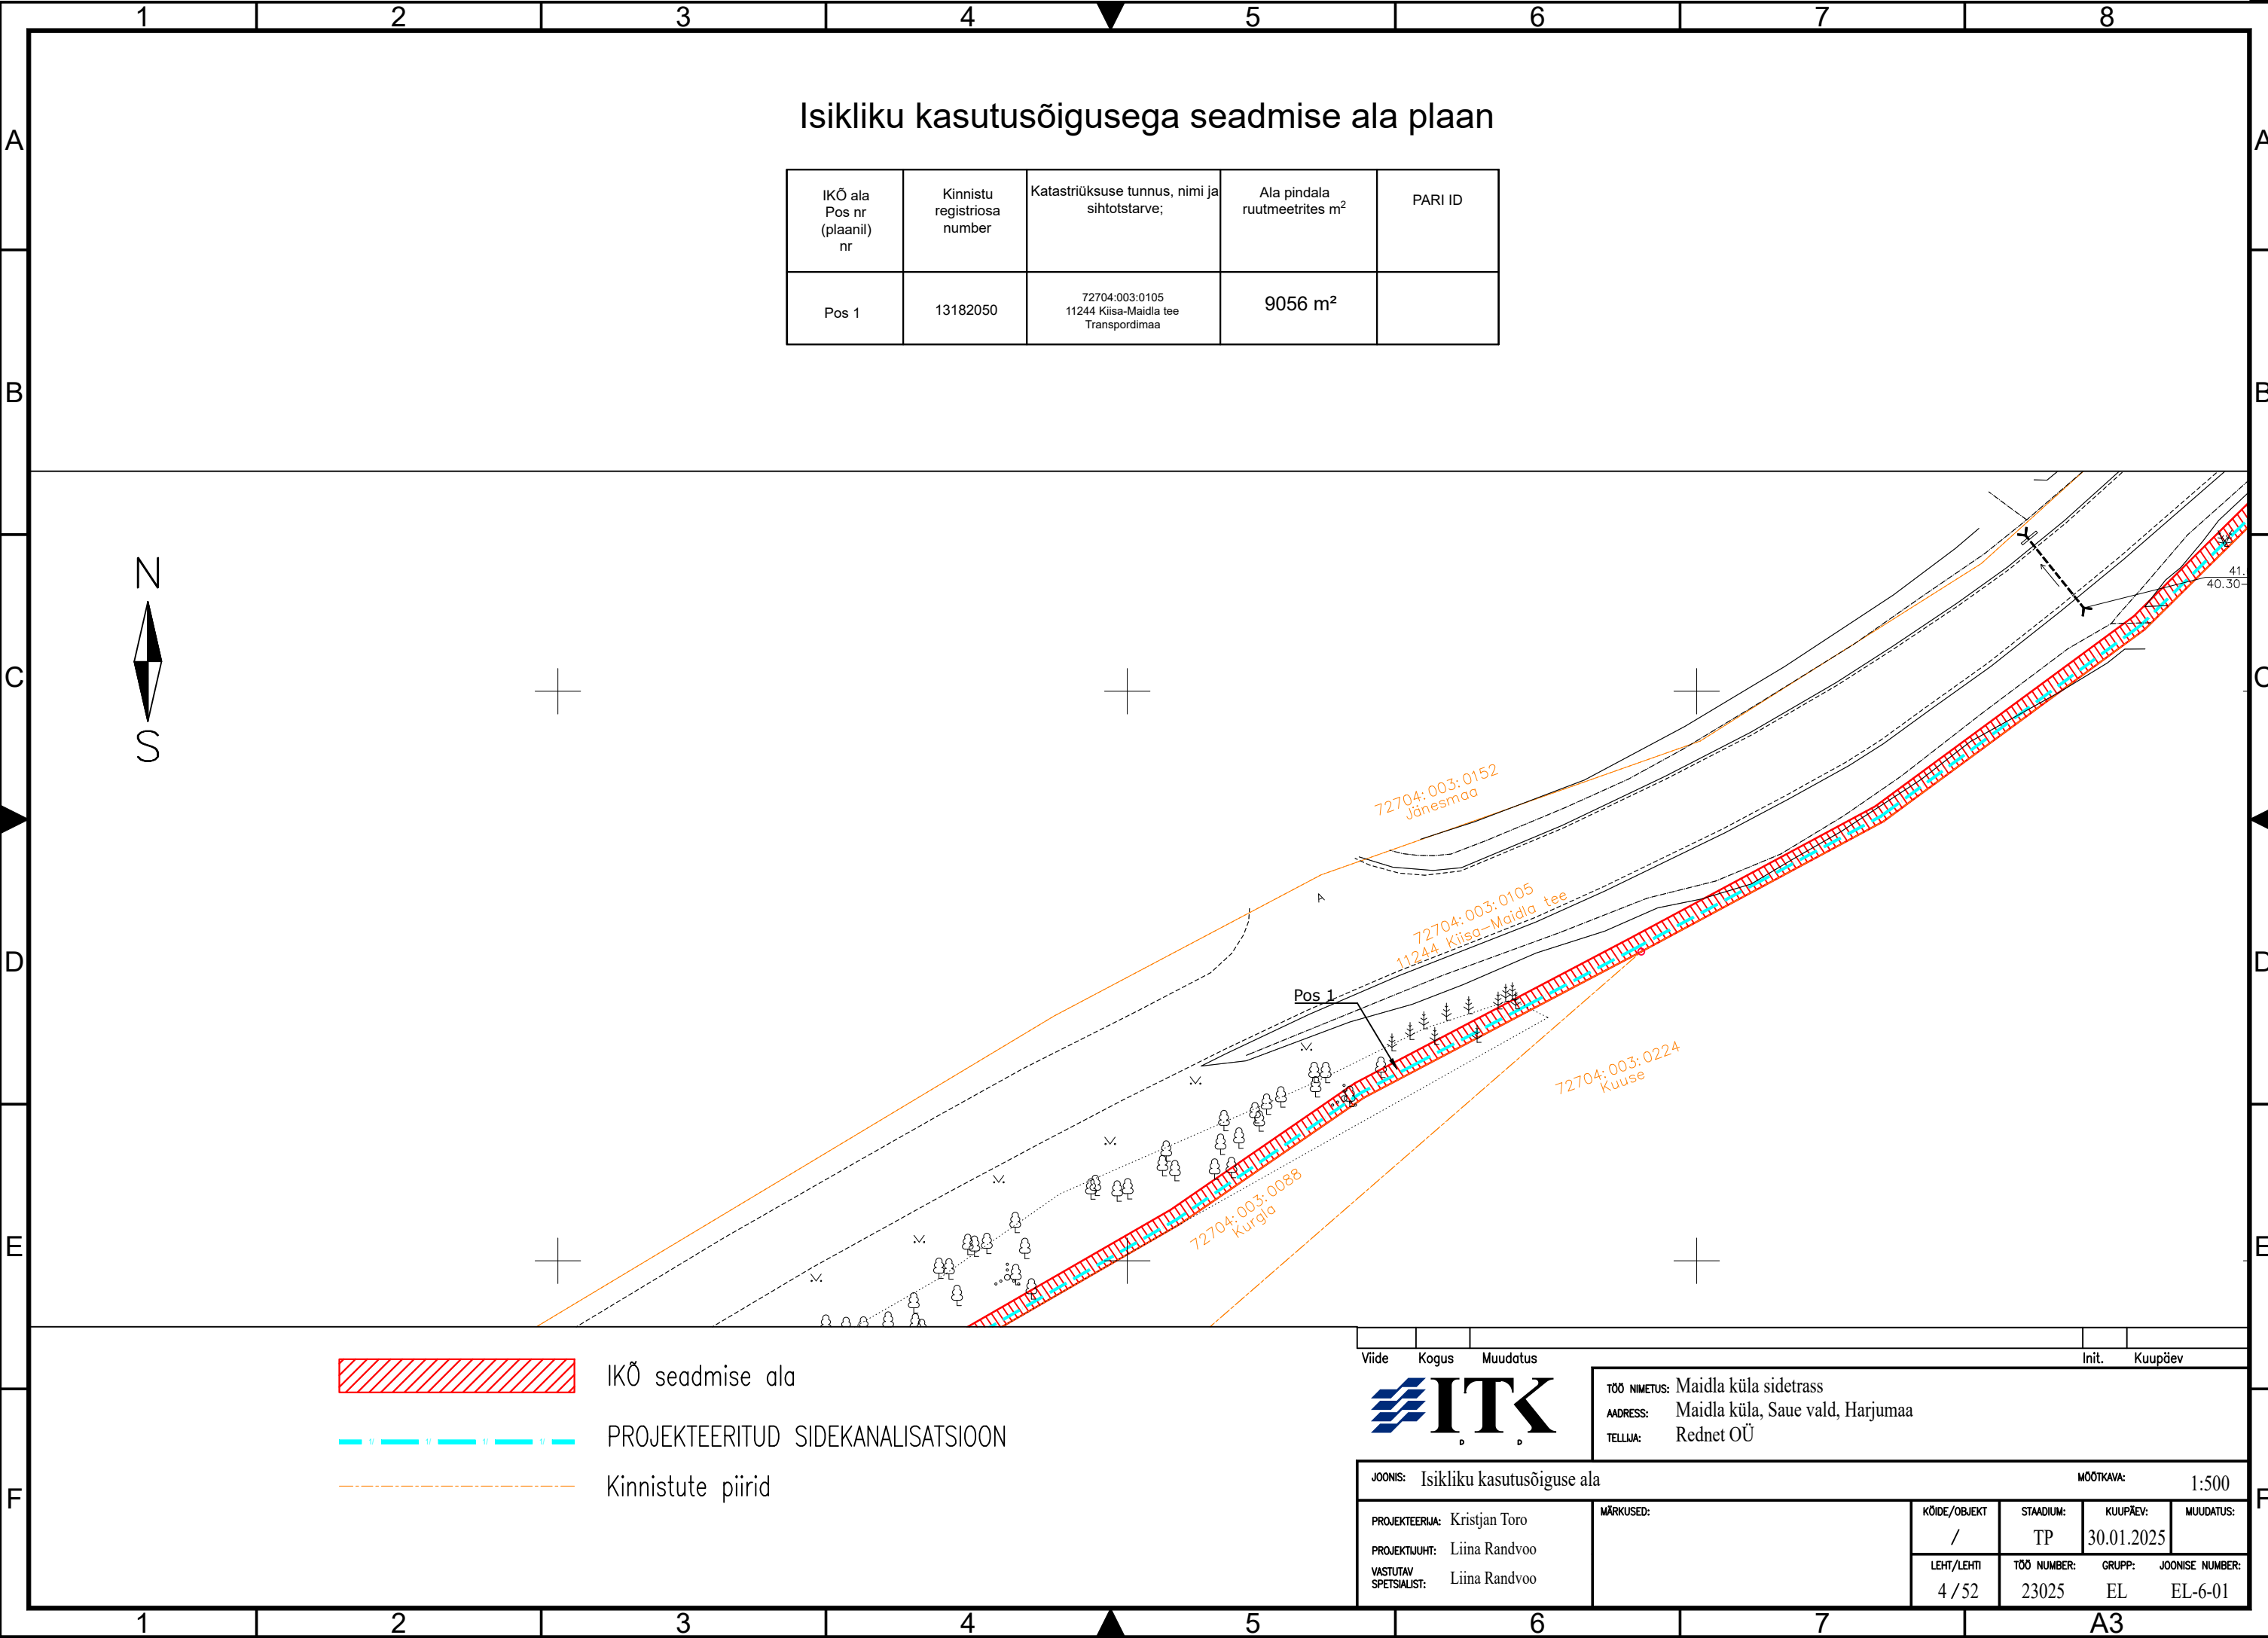 1 2 3 4 5 6 7 8
Isikliku kasutusõigusega seadmise ala plaan
A A
IKÕ ala
Pos nr
(plaanil)
nr
Kinnistu
registriosa
number
Katastriüksuse tunnus, nimi ja
sihtotstarve;
Ala pindala
ruutmeetrites m²
PARI ID
Pos 1
13182050
72704:003:0105
11244 Kiisa-Maidla tee
Transpordimaa
9056 m²
B B
N
S
41.
40.30
C C
72704:003:0152
Jänesmaa
72704:003:0105
11244 Kiisa-Maidla tee
D D
Pos 1
72704:003:0224
Kuuse
72704:003:0088
Kurgla
E E
IKÕ seadmise ala
PROJEKTEERITUD SIDEKANALISATSIOON
Kinnistute piirid
F F
Viide Kogus Muudatus Init. Kuupäev
ITK
D D
TÖÖ NIMETUS: Maidla küla sidetrass
AADRESS: Maidla küla, Saue vald, Harjumaa
TELLIJA: Rednet OÜ
JOONIS: Isikliku kasutusõiguse ala
MÕÕTKAVA: 1:500
PROJEKTEERIJA: Kristjan Toro
PROJEKTIJUHT: Liina Randvoo
VASTUTAV
SPETSIALIST: Liina Randvoo
MÄRKUSED:
KÖIDE/OBJEKT STAADIUM: KUUPÄEV: MUUDATUS:
/ TP 30.01.2025
LEHT/LEHTI TÖÖ NUMBER: GRUPP: JOONISE NUMBER:
4 / 52 23025 EL EL-6-01
1 2 3 4 5 6 7 A3